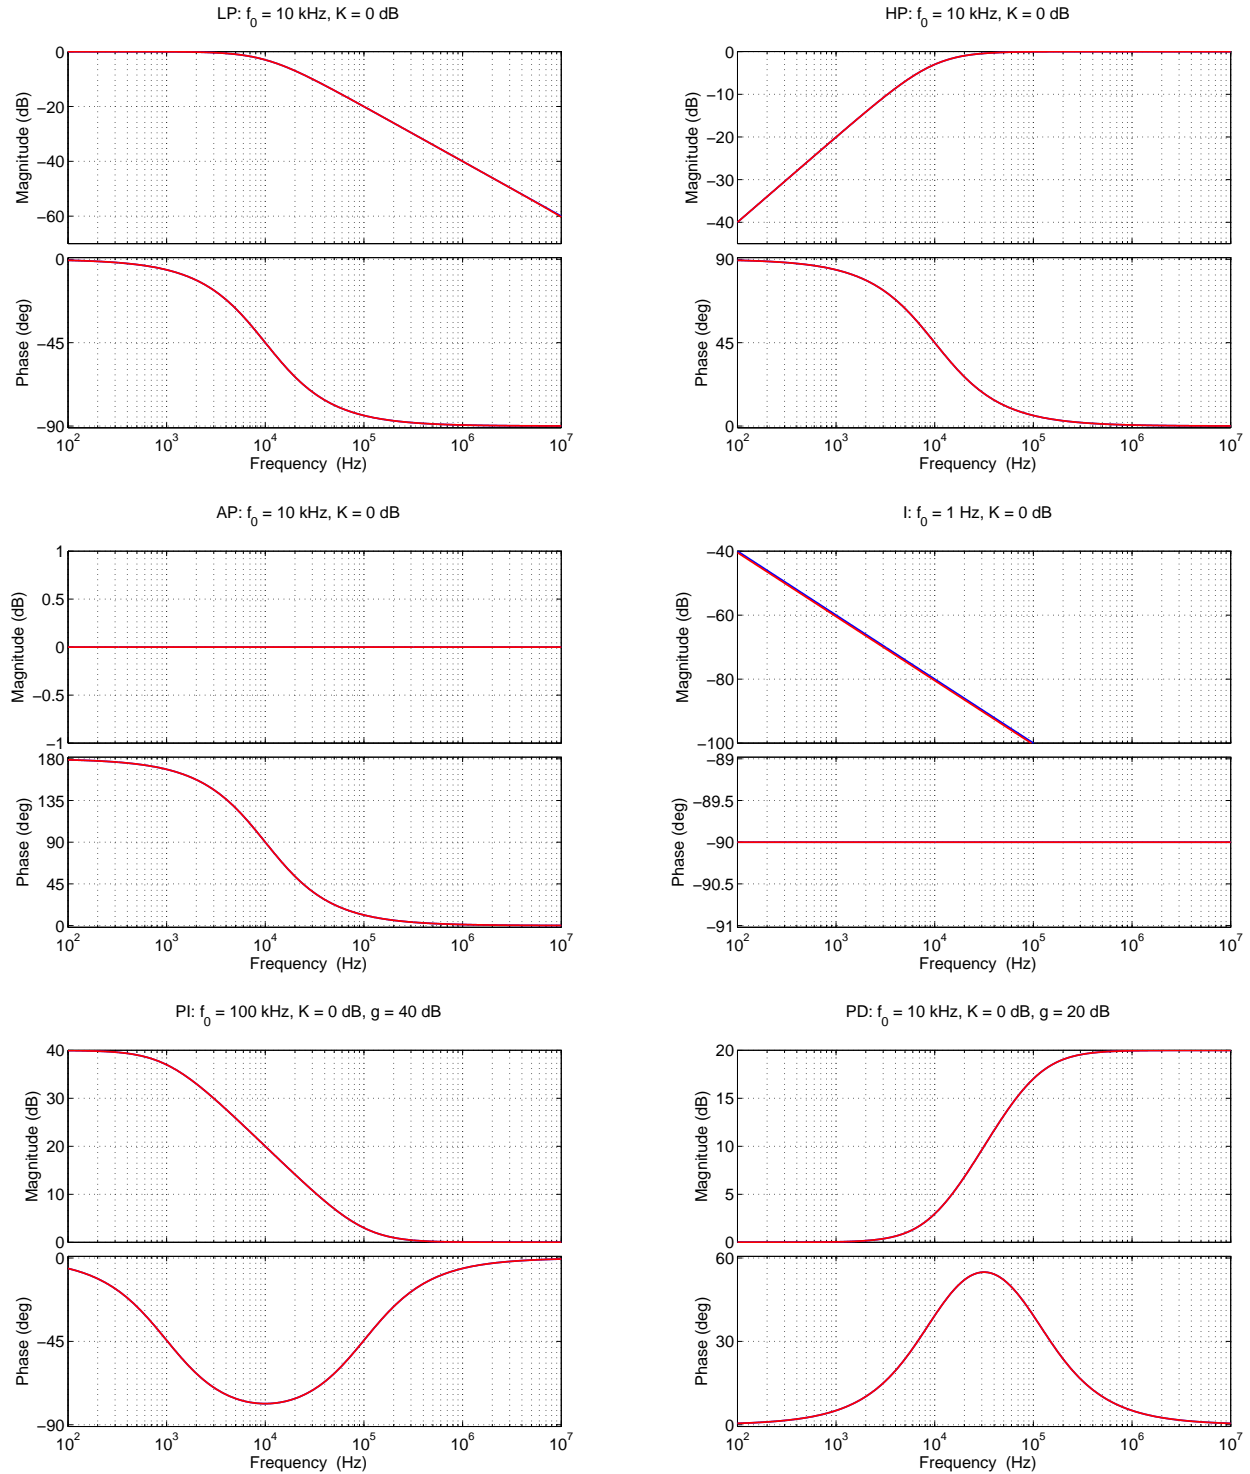 LP: f0 = 10 kHz, K = 0 dB
0
−20
−40
−60
Magnitude (dB)
0
−45
−90
Phase (deg)
10^2 10^3 10^4 10^5 10^6 10^7
Frequency (Hz)
HP: f0 = 10 kHz, K = 0 dB
0
−10
−20
−30
−40
Magnitude (dB)
90
45
0
Phase (deg)
10^2 10^3 10^4 10^5 10^6 10^7
Frequency (Hz)
AP: f0 = 10 kHz, K = 0 dB
1
0.5
0
−0.5
−1
Magnitude (dB)
180
135
90
45
0
Phase (deg)
10^2 10^3 10^4 10^5 10^6 10^7
Frequency (Hz)
I: f0 = 1 Hz, K = 0 dB
−40
−60
−80
−100
Magnitude (dB)
−89
−89.5
−90
−90.5
−91
Phase (deg)
10^2 10^3 10^4 10^5 10^6 10^7
Frequency (Hz)
PI: f0 = 100 kHz, K = 0 dB, g = 40 dB
40
30
20
10
0
Magnitude (dB)
0
−45
−90
Phase (deg)
10^2 10^3 10^4 10^5 10^6 10^7
Frequency (Hz)
PD: f0 = 10 kHz, K = 0 dB, g = 20 dB
20
15
10
5
0
Magnitude (dB)
60
30
0
Phase (deg)
10^2 10^3 10^4 10^5 10^6 10^7
Frequency (Hz)